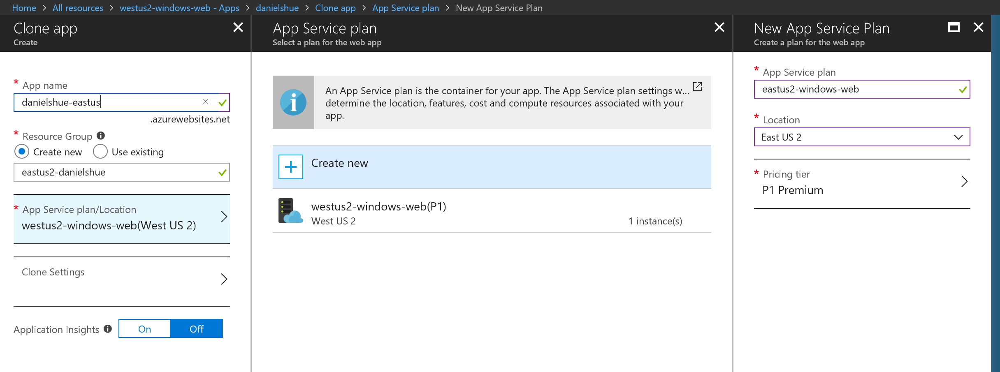 Home > All resources > westus2-windows-web - Apps > danielshue > Clone app > App Service plan > New App Service Plan
Clone app
Create
* App name
danielshue-eastus
.azurewebsites.net
* Resource Group
Create new
Use existing
eastus2-danielshue
* App Service plan/Location
westus2-windows-web(West US 2)
Clone Settings
Application Insights
On
Off
App Service plan
Select a plan for the web app
An App Service plan is the container for your app. The App Service plan settings w...
determine the location, features, cost and compute resources associated with your
app.
Create new
westus2-windows-web(P1)
West US 2
1 instance(s)
New App Service Plan
Create a plan for the web app
* App Service plan
eastus2-windows-web
* Location
East US 2
* Pricing tier
P1 Premium